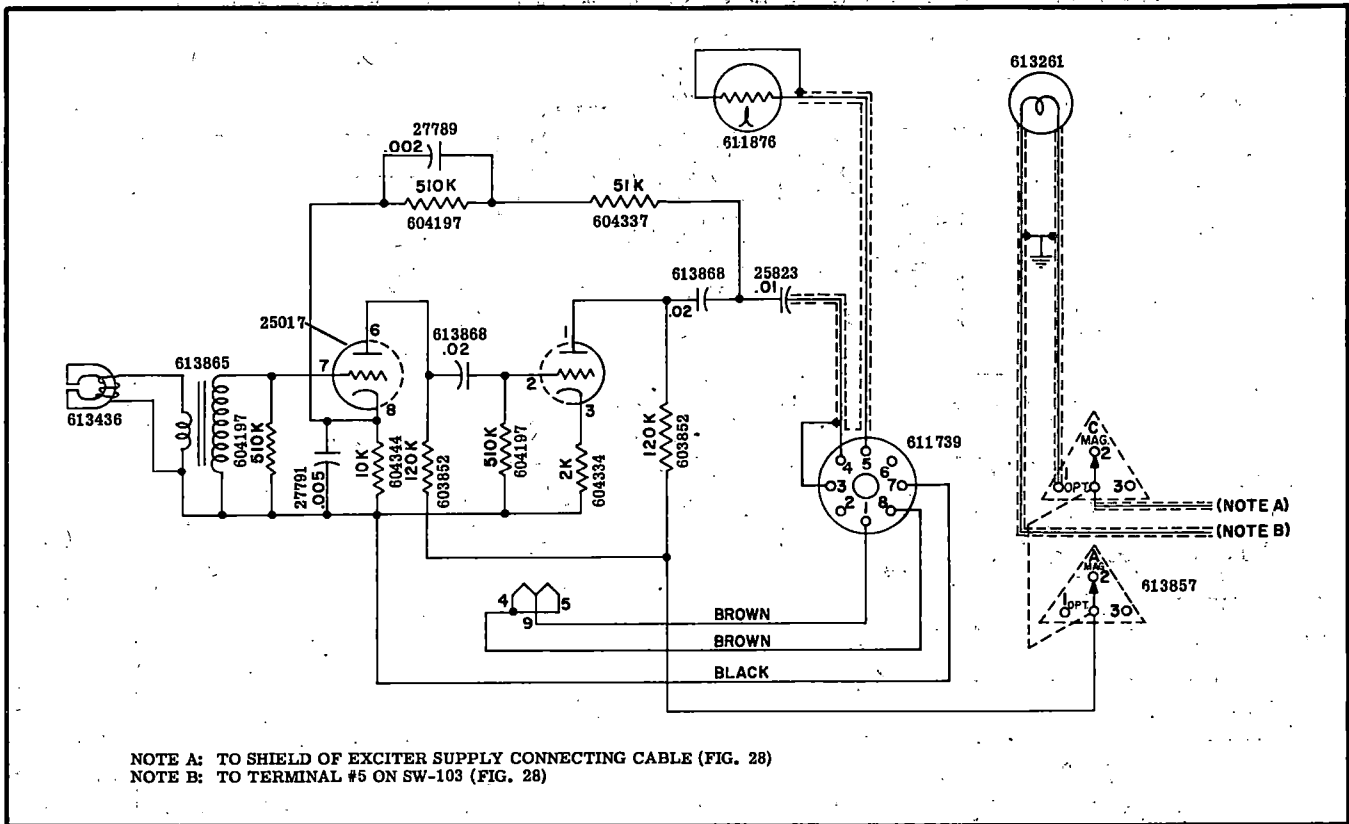 613261
27789
.002
510K
604197
51K
604337
611876
613868
.02
25823
.01
25017
6
7
8
613868
.02
1
2
3
613865
613436
604197
510K
27791
.005
10K
604344
120K
603852
510K
604197
2K
604334
120K
603852
611739
4
5
6
3
7
2
8
1
C
MAG.
2
1
OPT.
3
(NOTE A)
(NOTE B)
A
MAG.
2
1
OPT.
3
613857
4
5
9
BROWN
BROWN
BLACK
NOTE A: TO SHIELD OF EXCITER SUPPLY CONNECTING CABLE (FIG. 28)
NOTE B: TO TERMINAL #5 ON SW-103 (FIG. 28)